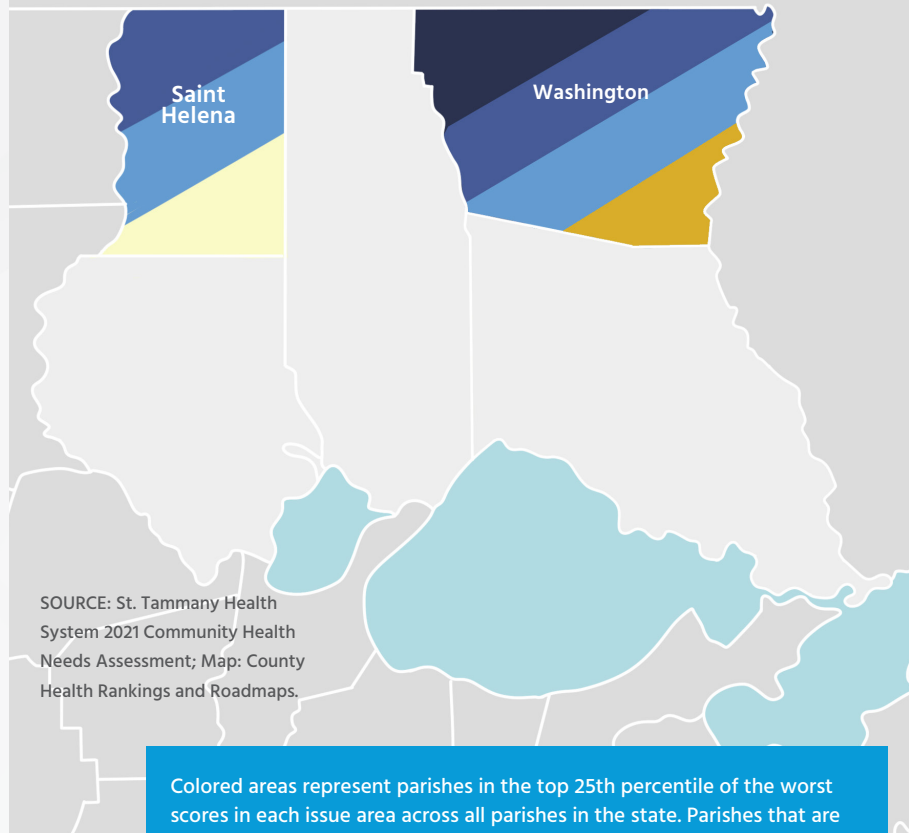 Saint
Helena
Washington
SOURCE: St. Tammany Health
System 2021 Community Health
Needs Assessment; Map: County
Health Rankings and Roadmaps.
Colored areas represent parishes in the top 25th percentile of the worst
scores in each issue area across all parishes in the state. Parishes that are